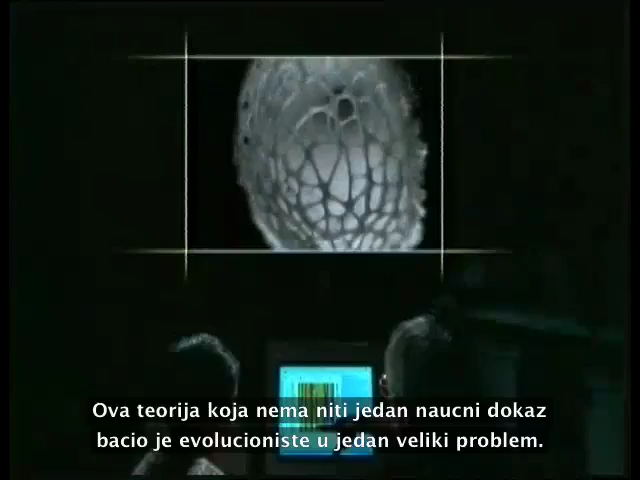 Ova teorija koja nema niti jedan naucni dokaz
bacio je evolucioniste u jedan veliki problem.